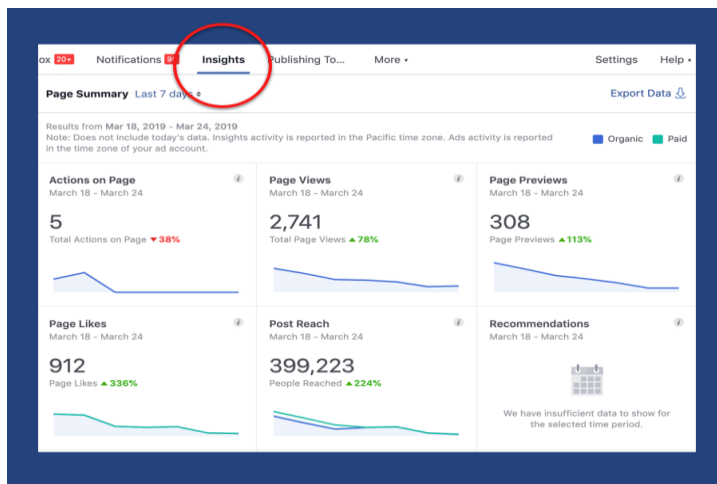 ox 20+ Notifications Insights Publishing To... More Settings Help
Page Summary Last 7 days Export Data
Results from Mar 18, 2019 - Mar 24, 2019
Note: Does not include today's data. Insights activity is reported in the Pacific time zone. Ads activity is reported
in the time zone of your ad account.
Organic Paid
Actions on Page
March 18 - March 24
5
Total Actions on Page ▼38%
Page Views
March 18 - March 24
2,741
Total Page Views ▲78%
Page Previews
March 18 - March 24
308
Page Previews ▲113%
Page Likes
March 18 - March 24
912
Page Likes ▲336%
Post Reach
March 18 - March 24
399,223
People Reached ▲224%
Recommendations
March 18 - March 24
We have insufficient data to show for
the selected time period.